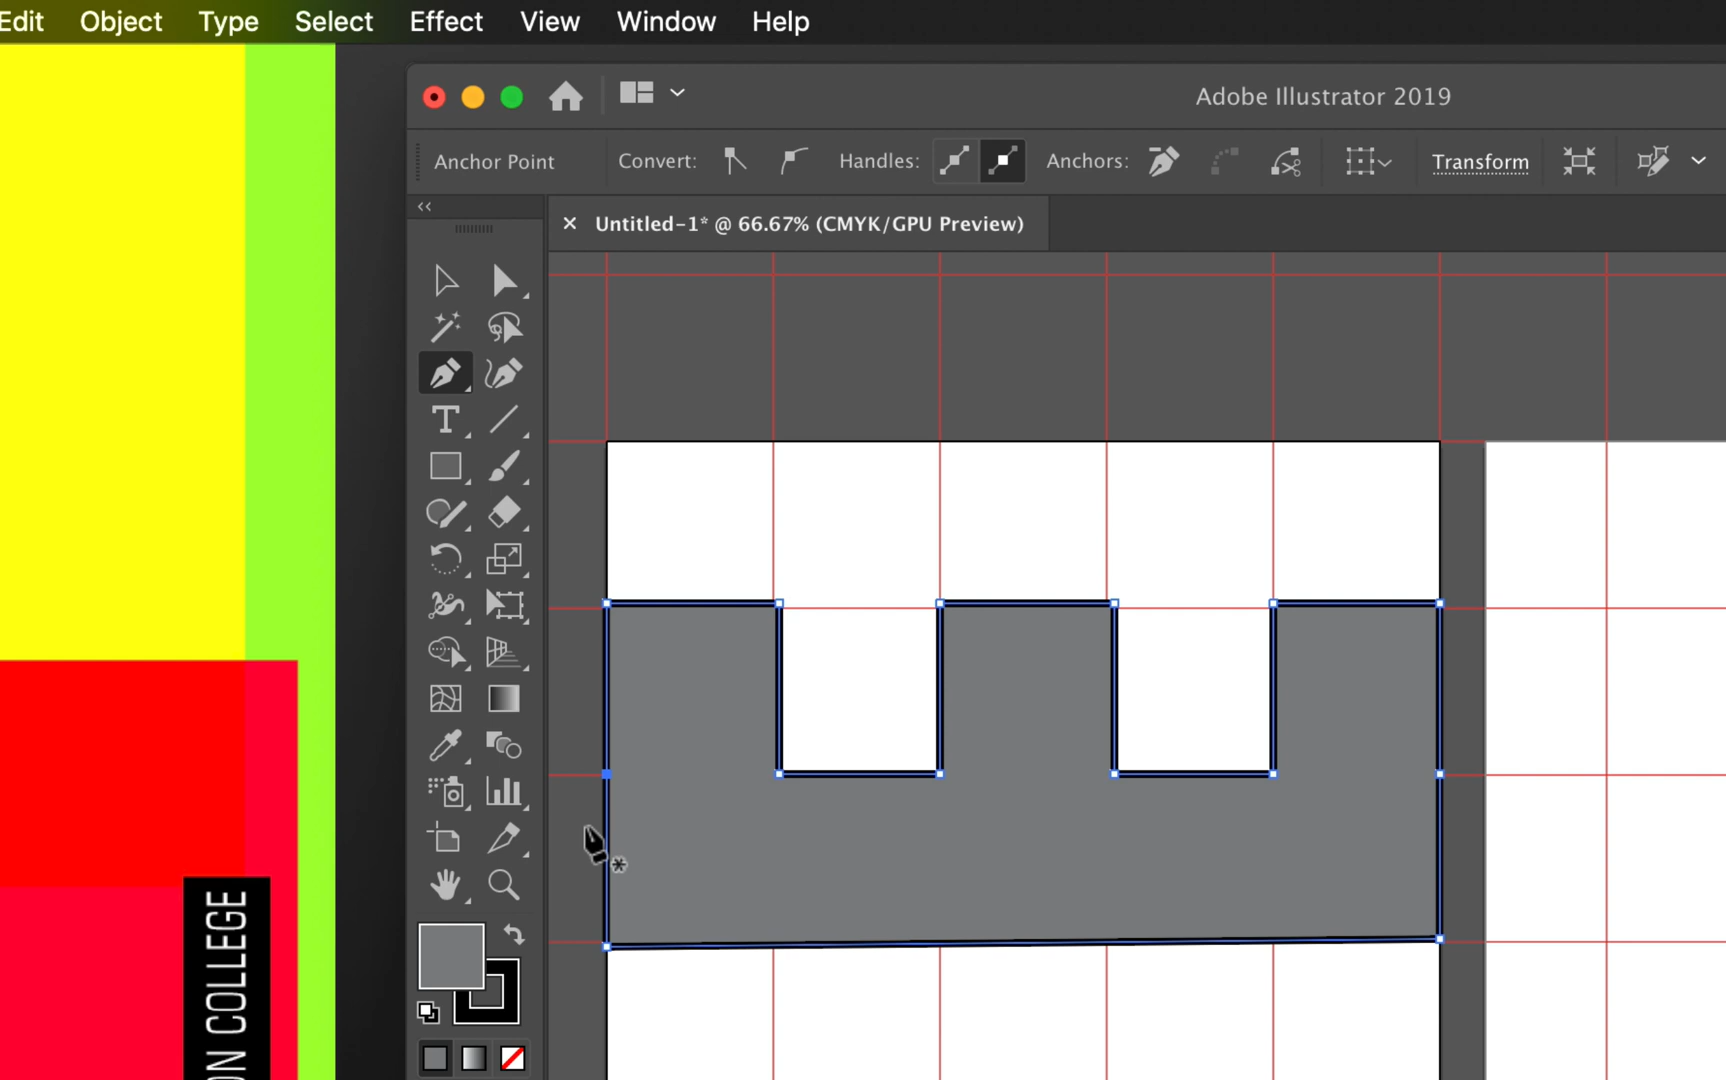 Edit Object Type Select Effect View Window Help
Adobe Illustrator 2019
Anchor Point Convert: Handles: Anchors: Transform
Untitled-1* @ 66.67% (CMYK/GPU Preview)
ON COLLEGE